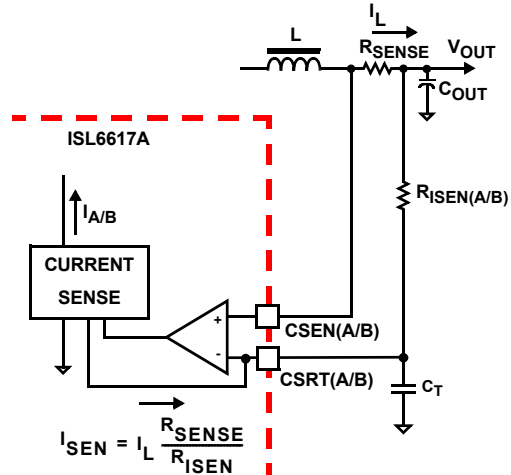 I_L
L
R_SENSE
V_OUT
C_OUT
ISL6617A
R_ISEN(A/B)
I_A/B
CURRENT
SENSE
+
CSEN(A/B)
-
CSRT(A/B)
C_T
I_SEN = I_L R_SENSE / R_ISEN